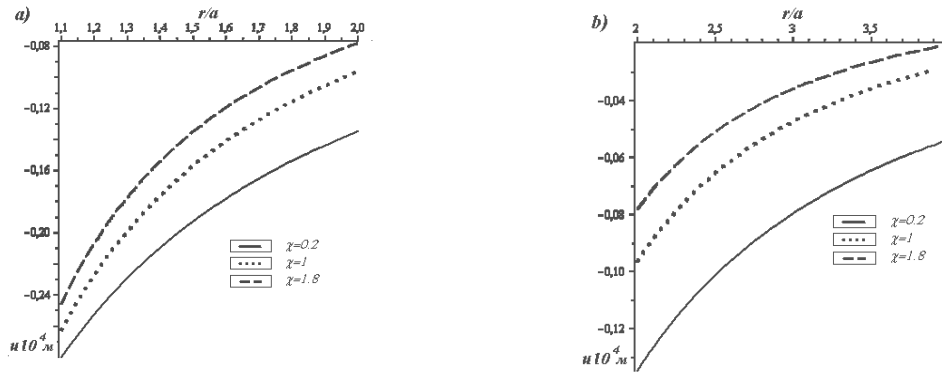 a)
r/a
1,1 1,2 1,3 1,4 1,5 1,6 1,7 1,8 1,9 2,0
-0,08
-0,12
-0,16
-0,20
-0,24
u10⁴м
χ=0.2
χ=1
χ=1.8
b)
r/a
2 2,5 3 3,5
-0,04
-0,06
-0,08
-0,10
-0,12
u10⁴м
χ=0.2
χ=1
χ=1.8